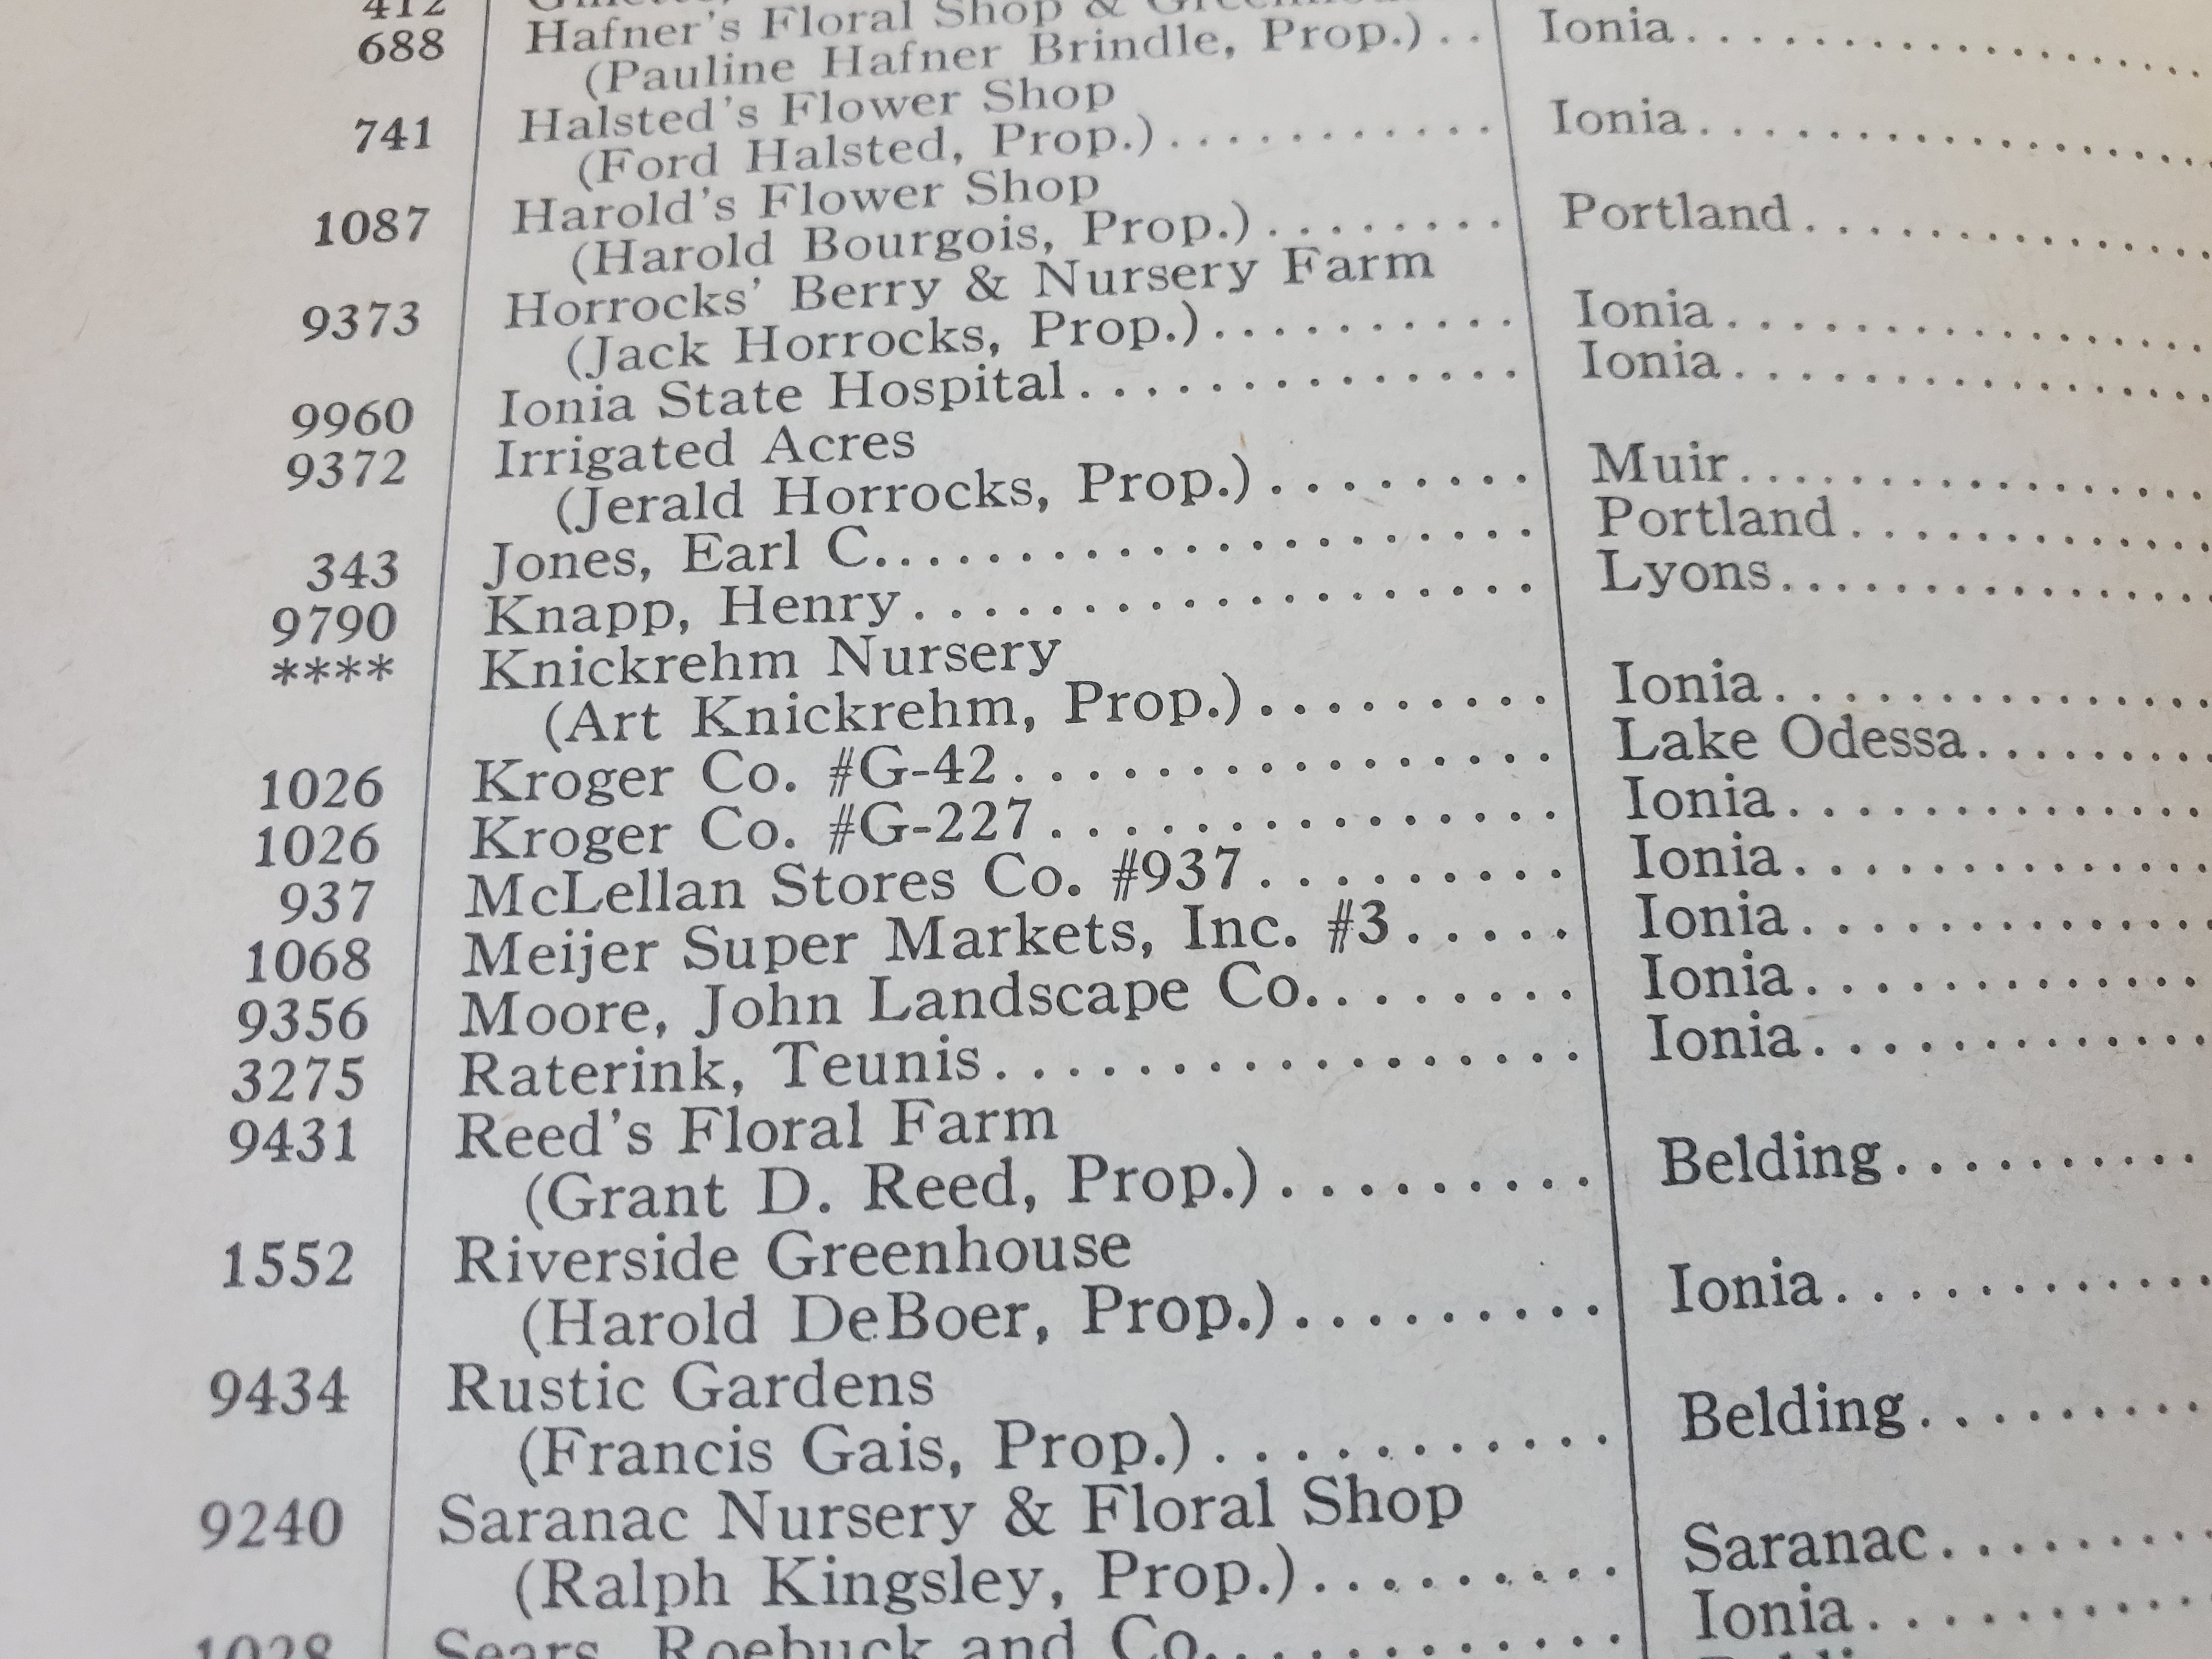 412
688 Hafner's Floral Shop &
(Pauline Hafner Brindle, Prop.).. Ionia
741 Halsted's Flower Shop
(Ford Halsted, Prop.) Ionia
1087 Harold's Flower Shop
(Harold Bourgois, Prop.) Portland
9373 Horrocks' Berry & Nursery Farm
(Jack Horrocks, Prop.) Ionia
9960 Ionia State Hospital Ionia
9372 Irrigated Acres
(Jerald Horrocks, Prop.) Muir
343 Jones, Earl C. Portland
9790 Knapp, Henry Lyons
**** Knickrehm Nursery
(Art Knickrehm, Prop.) Ionia
1026 Kroger Co. #G-42 Lake Odessa
1026 Kroger Co. #G-227 Ionia
937 McLellan Stores Co. #937 Ionia
1068 Meijer Super Markets, Inc. #3 Ionia
9356 Moore, John Landscape Co. Ionia
3275 Raterink, Teunis Ionia
9431 Reed's Floral Farm
(Grant D. Reed, Prop.) Belding
1552 Riverside Greenhouse
(Harold DeBoer, Prop.) Ionia
9434 Rustic Gardens
(Francis Gais, Prop.) Belding
9240 Saranac Nursery & Floral Shop
(Ralph Kingsley, Prop.) Saranac
1028 Sears, Roebuck and Co. Ionia